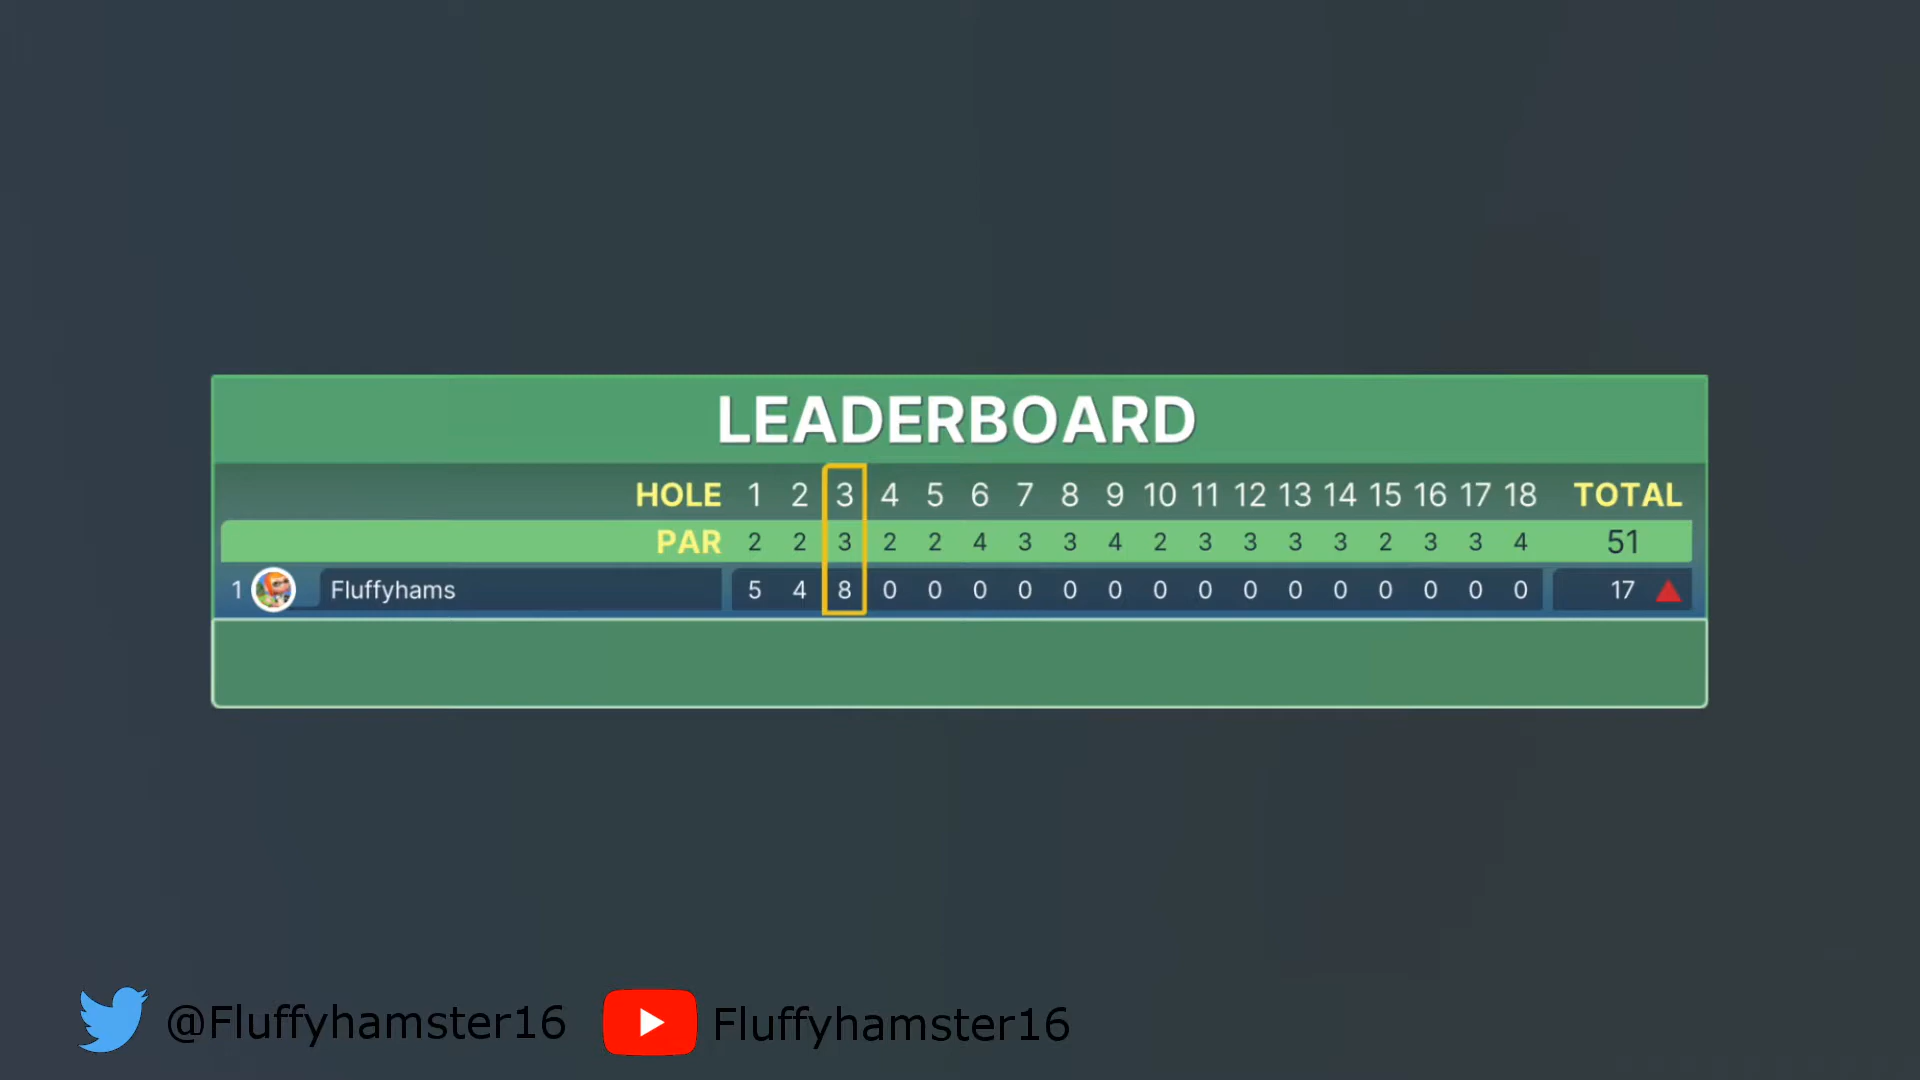 LEADERBOARD
HOLE 1 2 3 4 5 6 7 8 9 10 11 12 13 14 15 16 17 18 TOTAL
PAR 2 2 3 2 2 4 3 3 4 2 3 3 3 3 2 3 3 4 51
1 Fluffyhams 5 4 8 0 0 0 0 0 0 0 0 0 0 0 0 0 0 0 17
@Fluffyhamster16 Fluffyhamster16